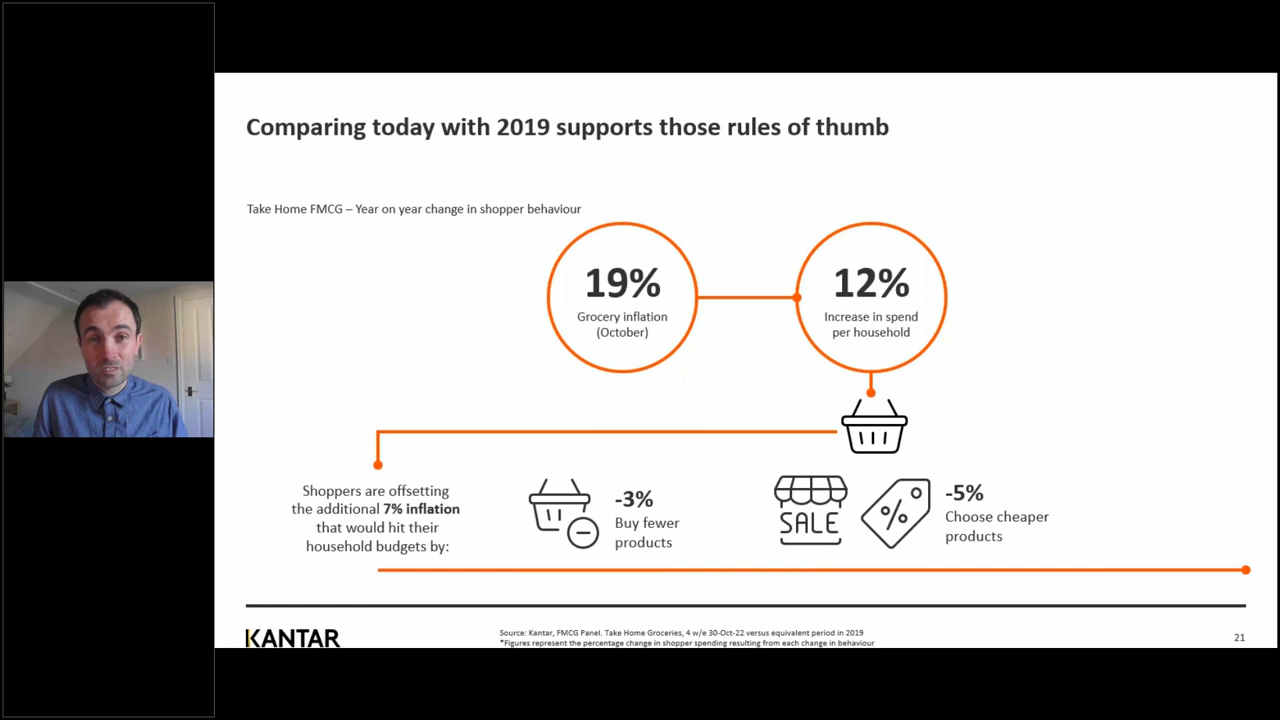 Comparing today with 2019 supports those rules of thumb
Take Home FMCG – Year on year change in shopper behaviour
19%
Grocery inflation
(October)
12%
Increase in spend
per household
Shoppers are offsetting
the additional 7% inflation
that would hit their
household budgets by:
-3%
Buy fewer
products
SALE
%
-5%
Choose cheaper
products
KANTAR
Source: Kantar, FMCG Panel. Take Home Groceries, 4 w/e 30-Oct-22 versus equivalent period in 2019
*Figures represent the percentage change in shopper spending resulting from each change in behaviour
21